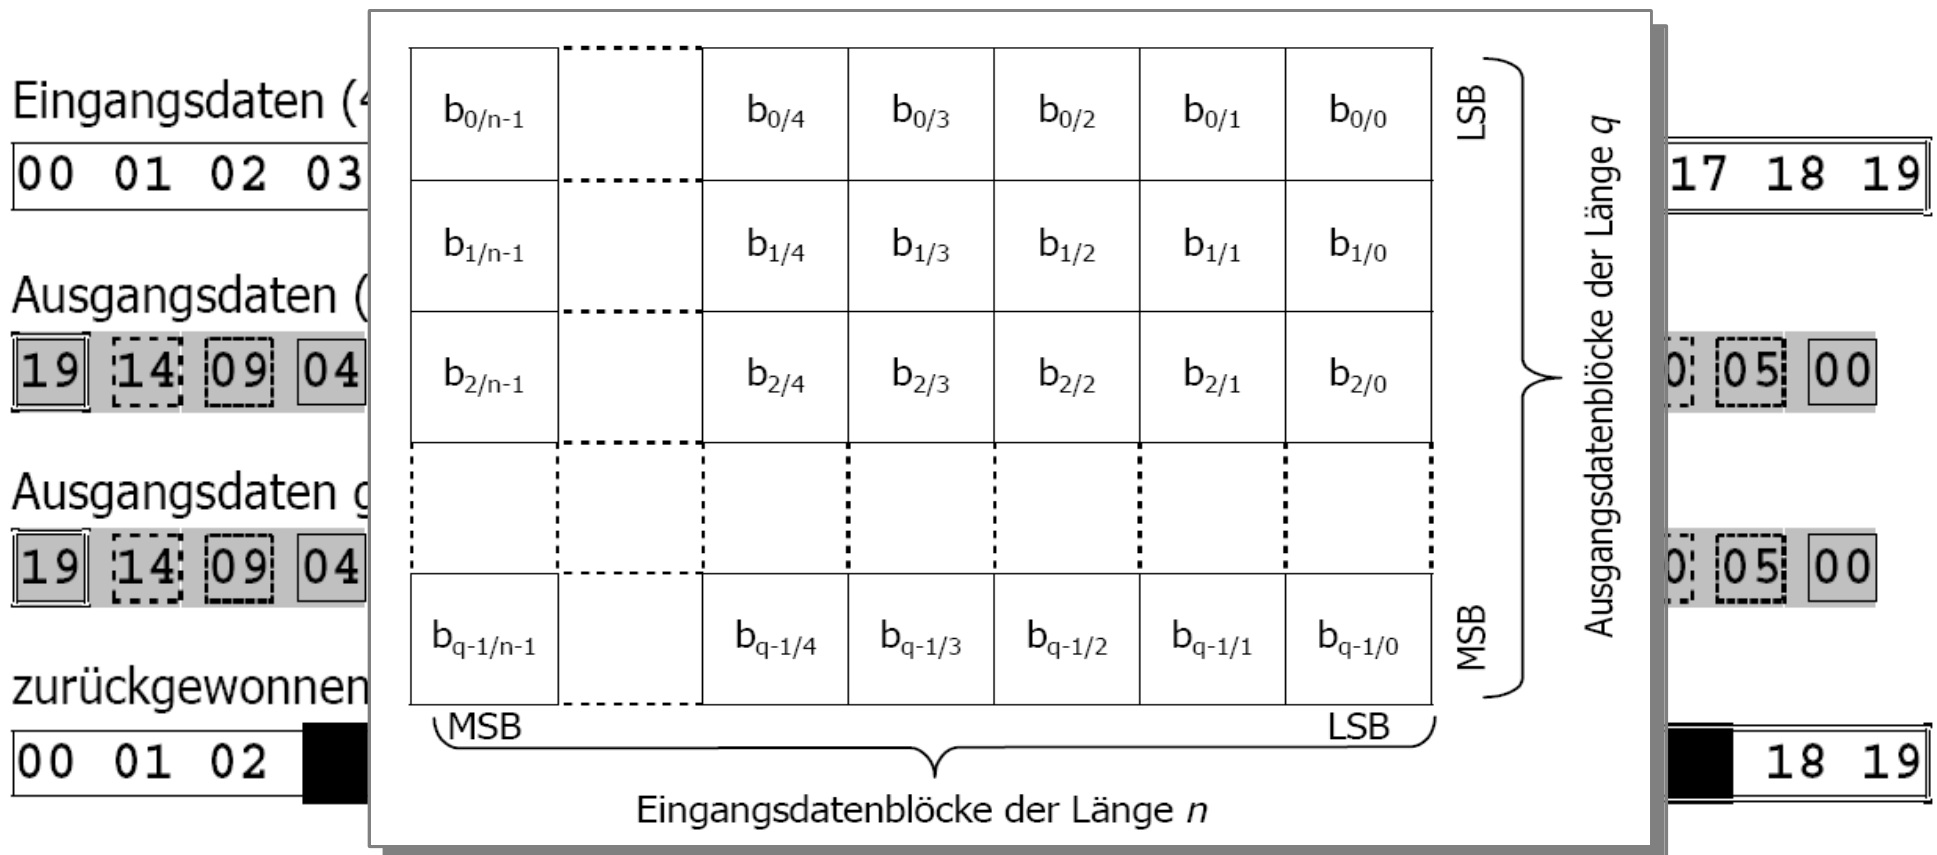 Eingangsdaten (4
00 01 02 03
17 18 19
Ausgangsdaten (
19 14 09 04
0 05 00
Ausgangsdaten g
19 14 09 04
0 05 00
zurückgewonnen
00 01 02
18 19
b0/n-1 b0/4 b0/3 b0/2 b0/1 b0/0
b1/n-1 b1/4 b1/3 b1/2 b1/1 b1/0
b2/n-1 b2/4 b2/3 b2/2 b2/1 b2/0
bq-1/n-1 bq-1/4 bq-1/3 bq-1/2 bq-1/1 bq-1/0
MSB LSB
Eingangsdatenblöcke der Länge n
LSB
MSB
Ausgangsdatenblöcke der Länge q